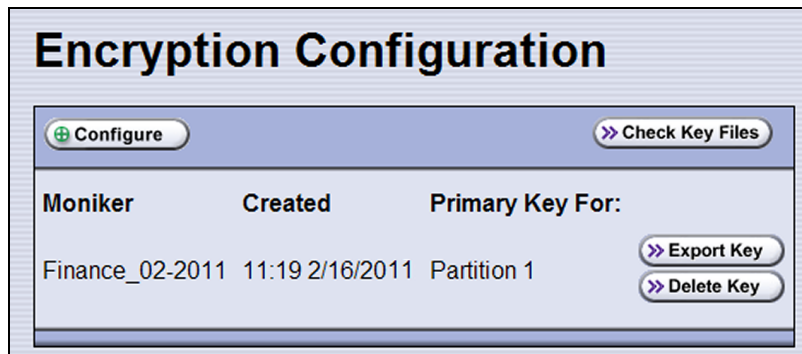 Encryption Configuration
Configure
Check Key Files
Moniker Created Primary Key For:
Export Key
Finance_02-2011 11:19 2/16/2011 Partition 1
Delete Key